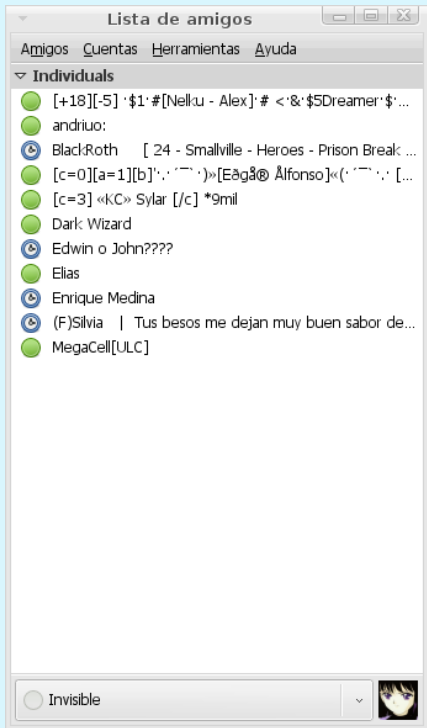 Lista de amigos
Amigos Cuentas Herramientas Ayuda
Individuals
[+18][-5] ·$1·#[Nelku - Alex]·# <·&·$5Dreamer·$·...
andriuo:
BlackRoth [ 24 - Smallville - Heroes - Prison Break ...
[c=0][a=1][b]'·.·´¯`·)»[Eðgå® Ålfonso]«(·´¯`·.· [...
[c=3] «KC» Sylar [/c] *9mil
Dark Wizard
Edwin o John????
Elias
Enrique Medina
(F)Silvia | Tus besos me dejan muy buen sabor de...
MegaCell[ULC]
Invisible